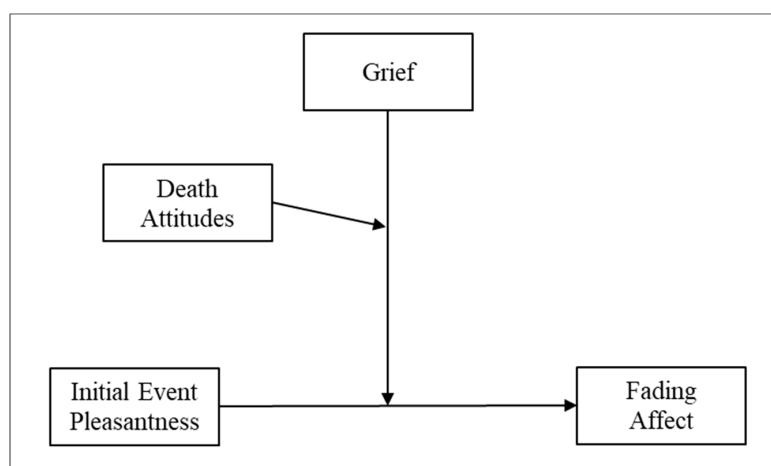 Grief
Death
Attitudes
Initial Event
Pleasantness
Fading
Affect